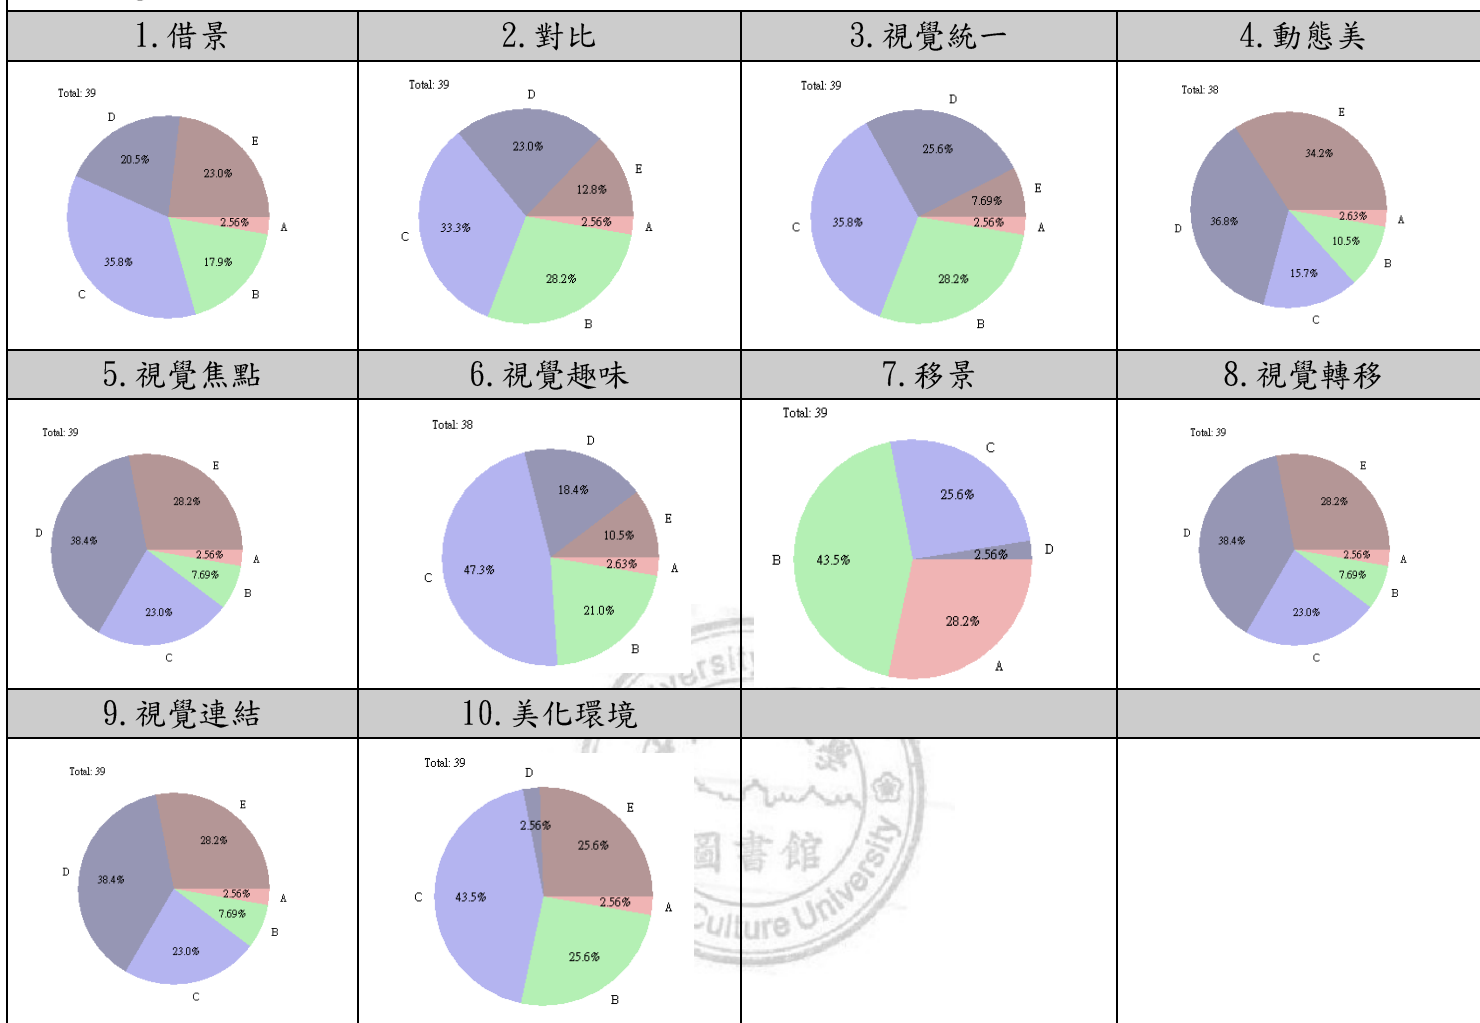 1.借景
2.對比
3.視覺統一
4.動態美
Total: 39
D
E
20.5%
23.0%
2.56%
A
35.8%
17.9%
C
B
Total: 39
D
23.0%
E
12.8%
33.3%
2.56%
A
C
28.2%
B
Total: 39
D
25.6%
E
7.69%
C
35.8%
2.56%
A
28.2%
B
Total: 38
E
34.2%
D
36.8%
2.63%
A
10.5%
15.7%
B
C
5.視覺焦點
6.視覺趣味
7.移景
8.視覺轉移
Total: 39
E
28.2%
D
38.4%
2.56%
A
7.69%
B
23.0%
C
Total: 38
D
18.4%
E
10.5%
47.3%
2.63%
A
C
21.0%
B
Total: 39
C
25.6%
D
2.56%
B
43.5%
28.2%
A
Total: 39
E
28.2%
D
38.4%
2.56%
A
7.69%
B
23.0%
C
9.視覺連結
10.美化環境
Total: 39
E
28.2%
D
38.4%
2.56%
A
7.69%
B
23.0%
C
Total: 39
D
E
2.56%
25.6%
C
43.5%
2.56%
A
25.6%
B
圖書館
Culture University